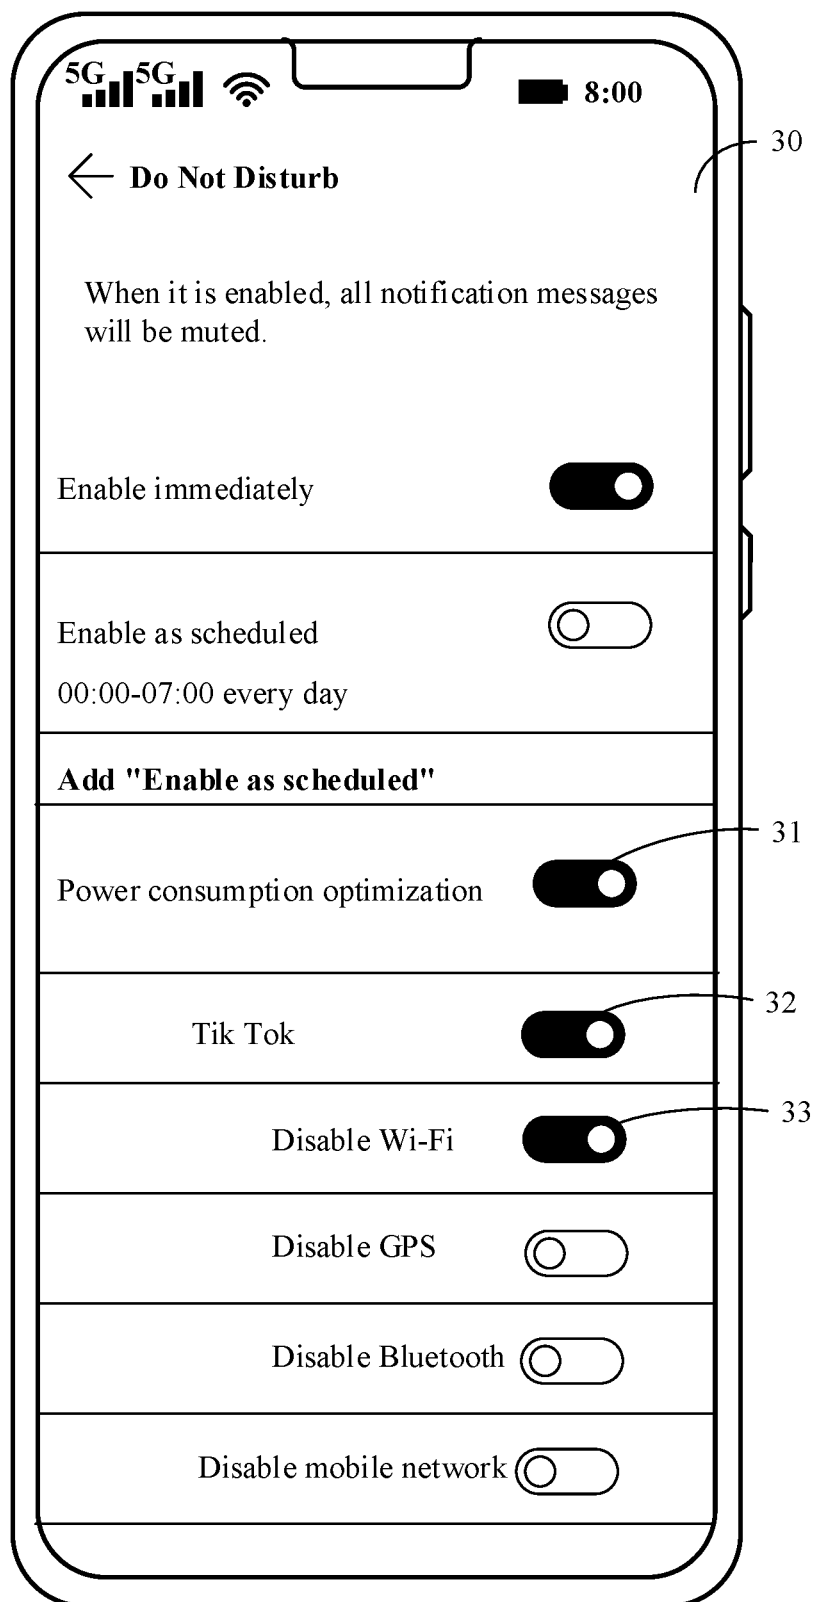 5G 5G 8:00
30
Do Not Disturb
When it is enabled, all notification messages
will be muted.
Enable immediately
Enable as scheduled
00:00-07:00 every day
Add "Enable as scheduled"
31
Power consumption optimization
32
Tik Tok
33
Disable Wi-Fi
Disable GPS
Disable Bluetooth
Disable mobile network